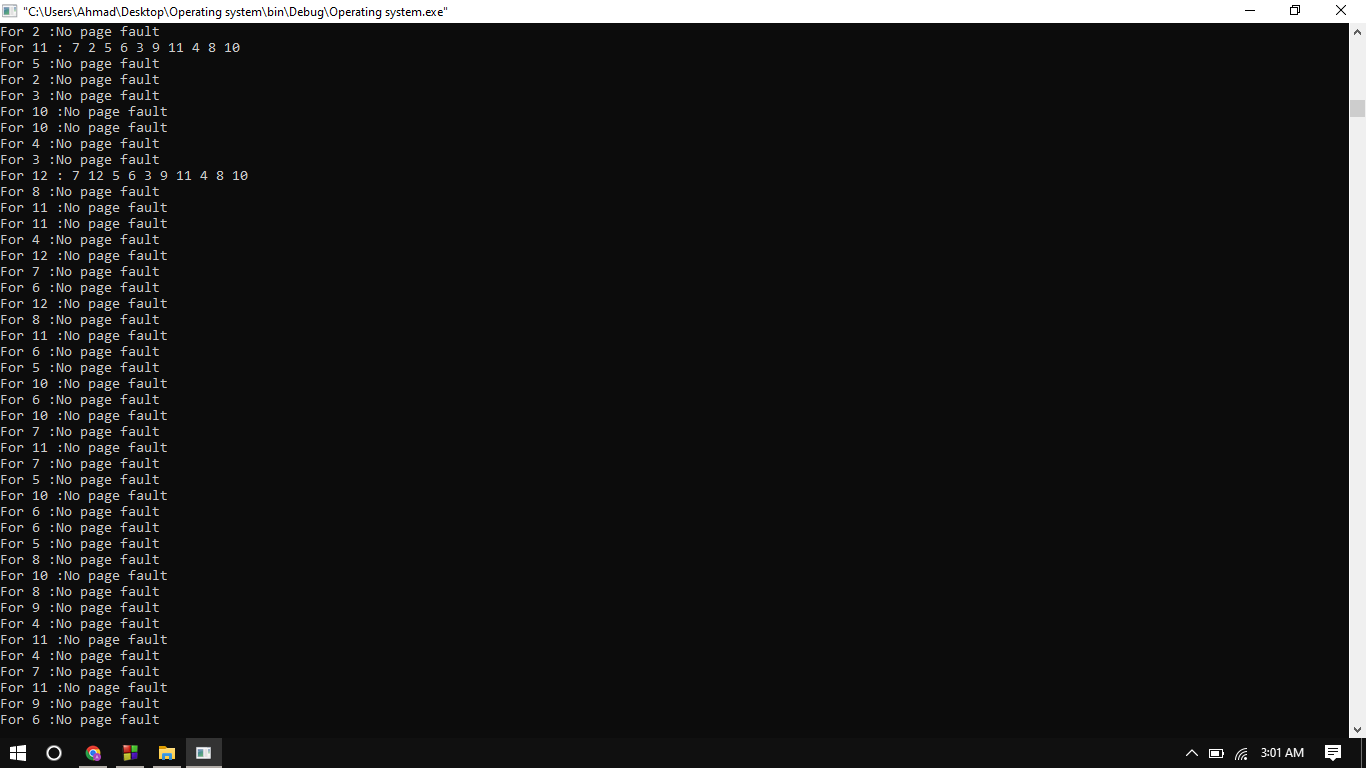 "C:\Users\Ahmad\Desktop\Operating system\bin\Debug\Operating system.exe"
For 2 :No page fault
For 11 : 7 2 5 6 3 9 11 4 8 10
For 5 :No page fault
For 2 :No page fault
For 3 :No page fault
For 10 :No page fault
For 10 :No page fault
For 4 :No page fault
For 3 :No page fault
For 12 : 7 12 5 6 3 9 11 4 8 10
For 8 :No page fault
For 11 :No page fault
For 11 :No page fault
For 4 :No page fault
For 12 :No page fault
For 7 :No page fault
For 6 :No page fault
For 12 :No page fault
For 8 :No page fault
For 11 :No page fault
For 6 :No page fault
For 5 :No page fault
For 10 :No page fault
For 6 :No page fault
For 10 :No page fault
For 7 :No page fault
For 11 :No page fault
For 7 :No page fault
For 5 :No page fault
For 10 :No page fault
For 6 :No page fault
For 6 :No page fault
For 5 :No page fault
For 8 :No page fault
For 10 :No page fault
For 8 :No page fault
For 9 :No page fault
For 4 :No page fault
For 11 :No page fault
For 4 :No page fault
For 7 :No page fault
For 11 :No page fault
For 9 :No page fault
For 6 :No page fault
3:01 AM